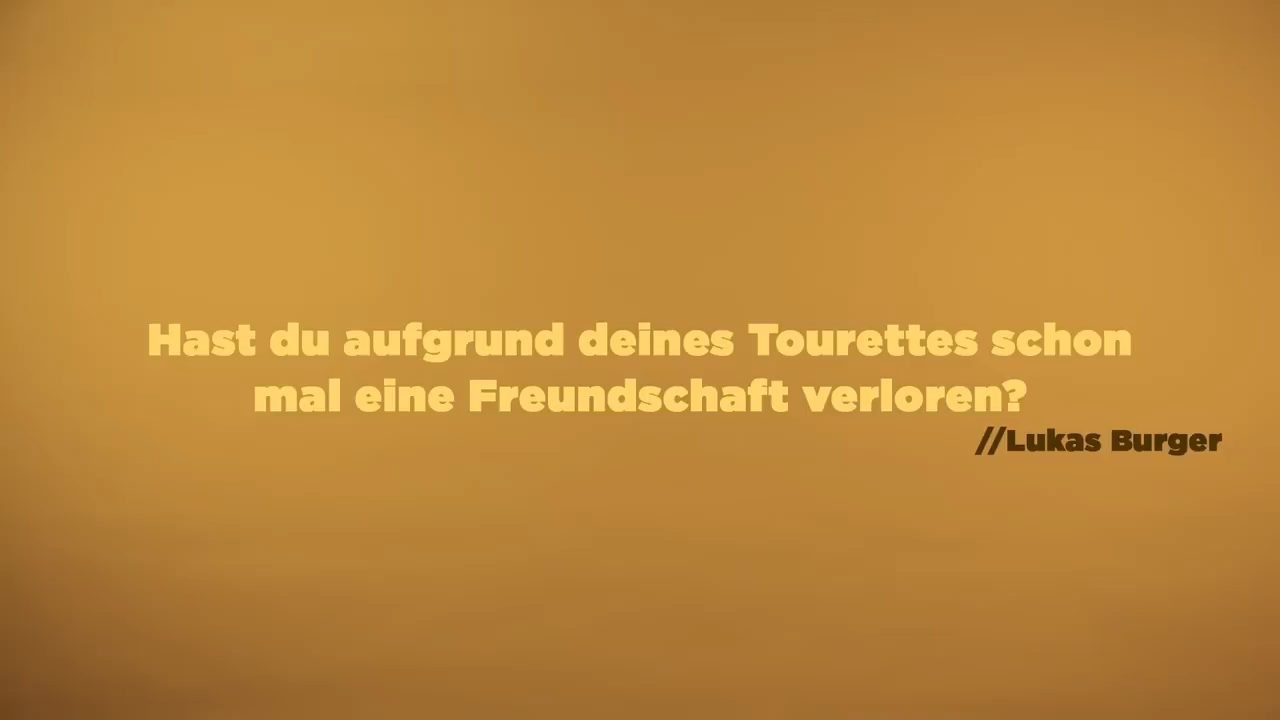 Hast du aufgrund deines Tourettes schon
mal eine Freundschaft verloren?
//Lukas Burger